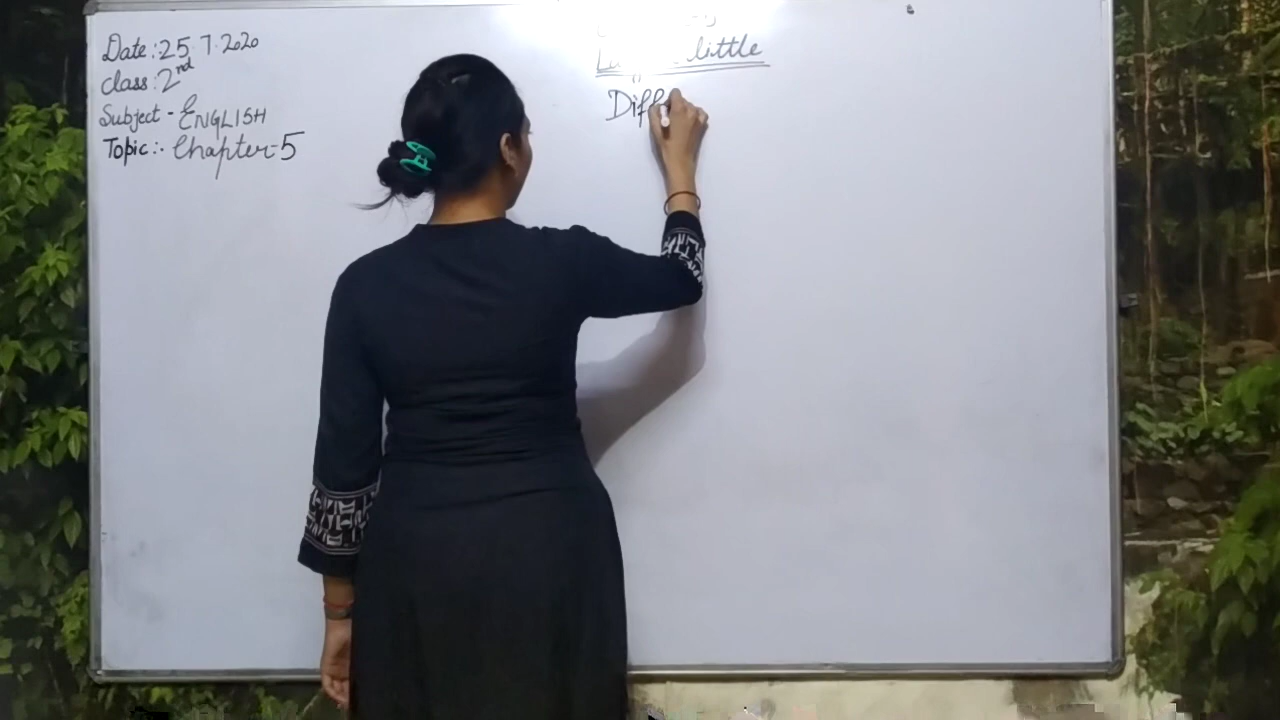 Date : 25.7.2020
class : 2nd
Subject - ENGLISH
Topic :- Chapter-5
little
Diff